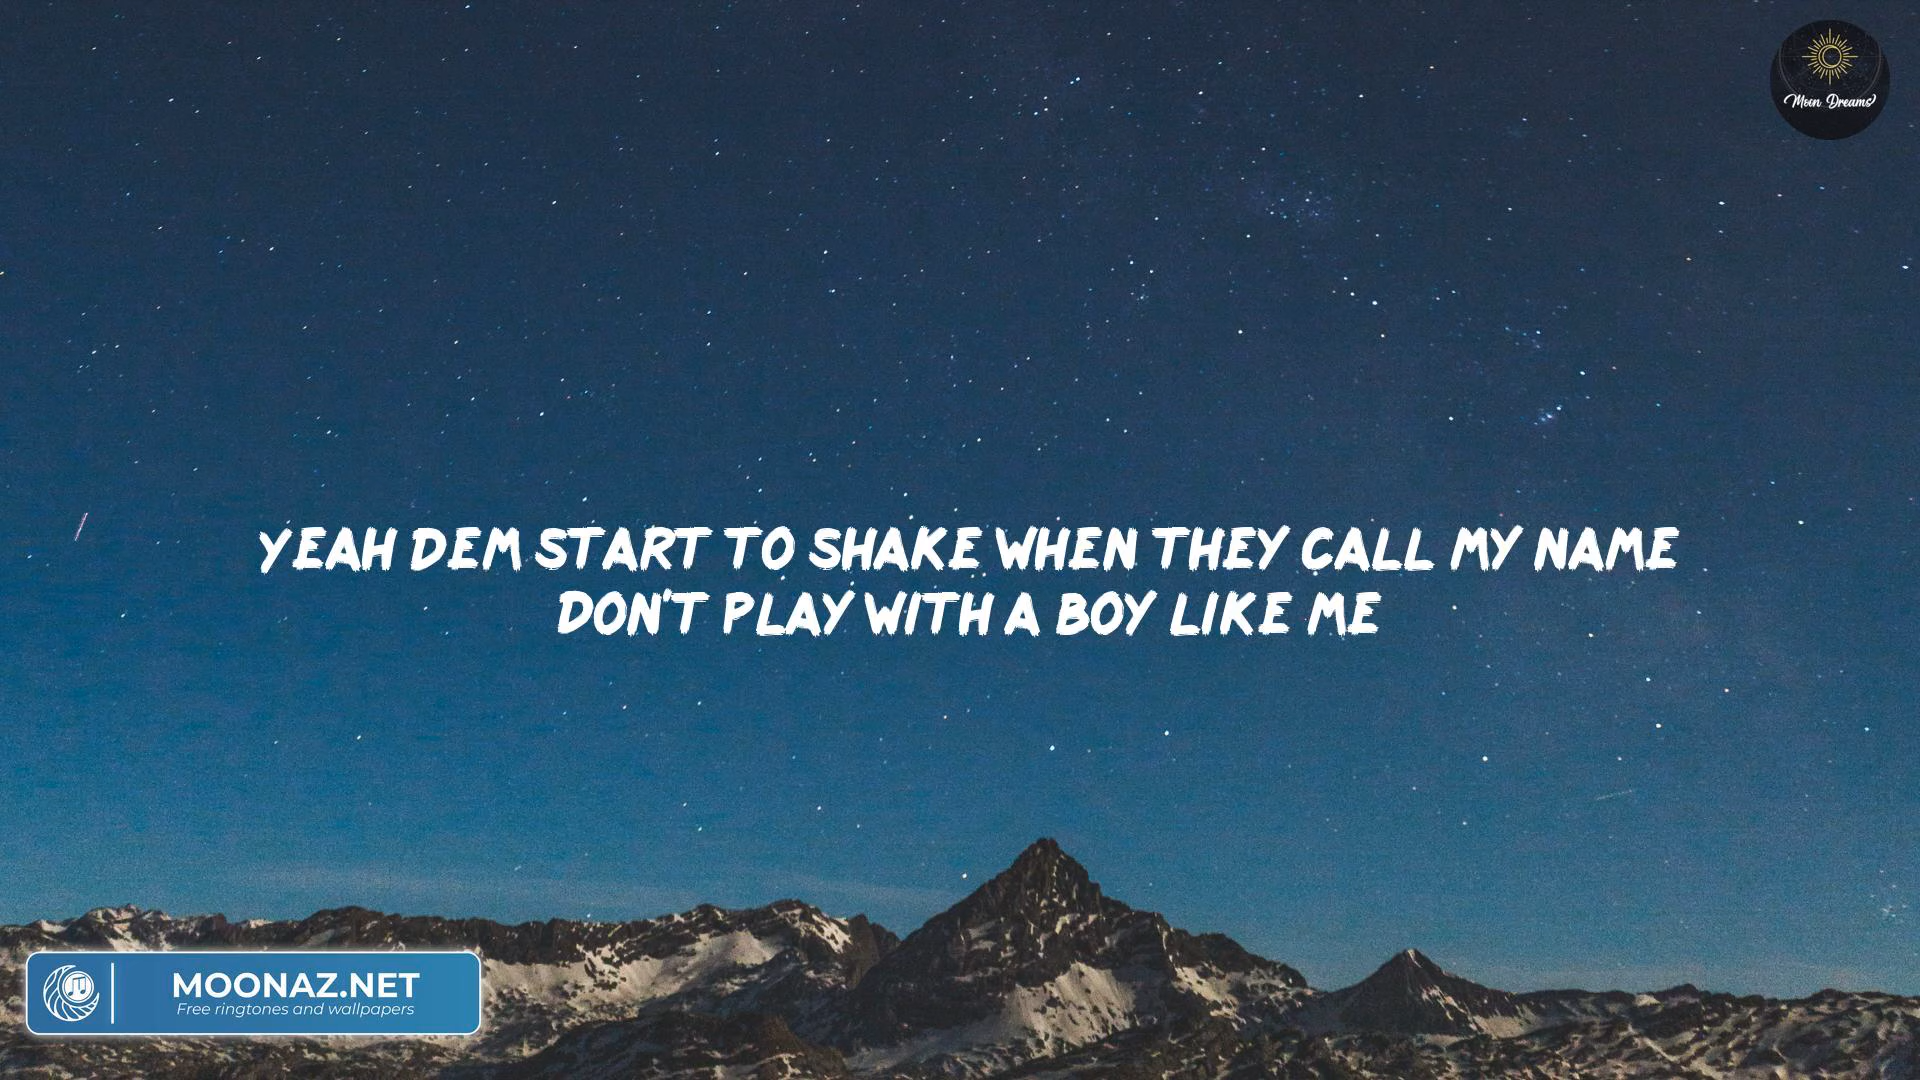 Moon Dreams
YEAH DEM START TO SHAKE WHEN THEY CALL MY NAME
DON'T PLAY WITH A BOY LIKE ME
MOONAZ.NET
Free ringtones and wallpapers